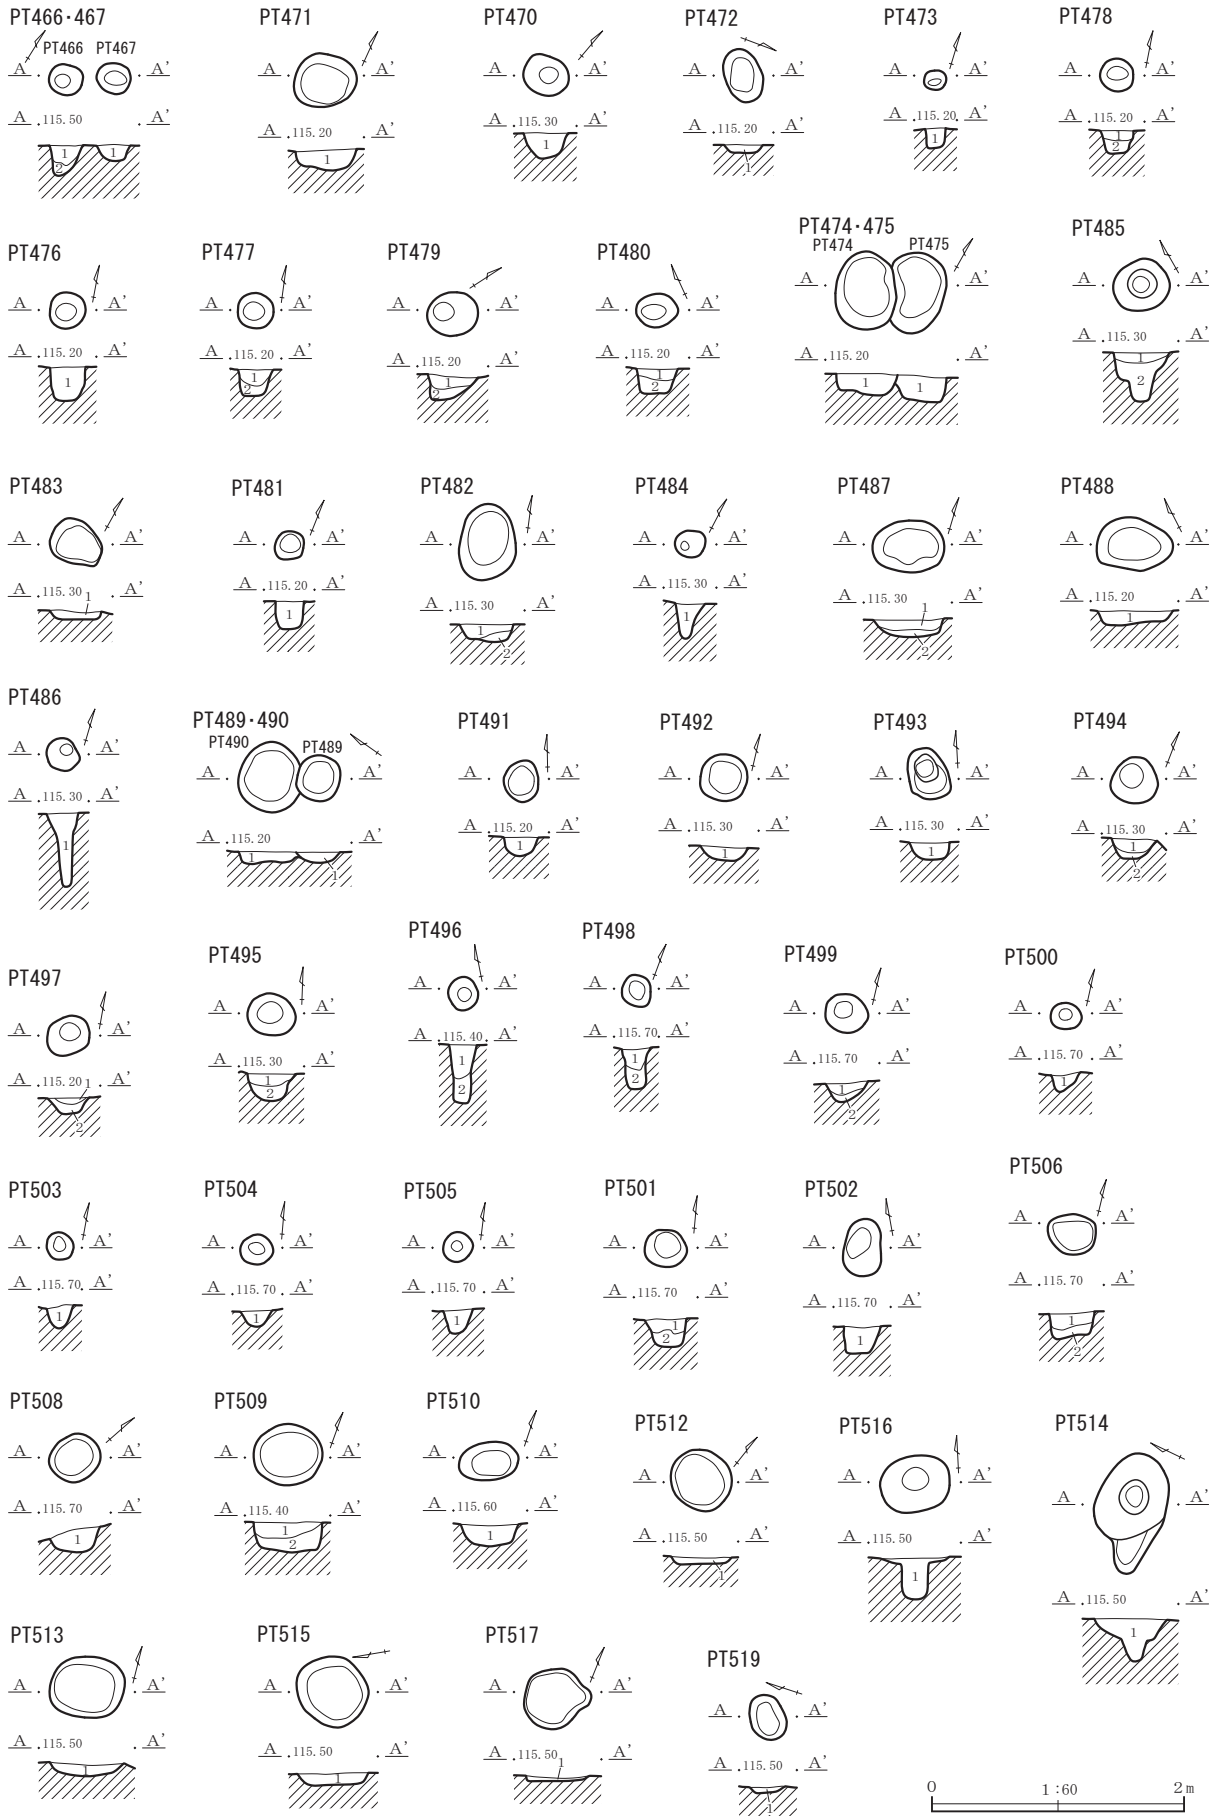 PT466・467
PT466 PT467
A A'
A 115.50 A'
1 1
2
PT471
A A'
A 115.20 A'
1
PT470
A A'
A 115.30 A'
1
PT472
A A'
A 115.20 A'
1
PT473
A A'
A 115.20 A'
1
PT478
A A'
A 115.20 A'
1
2
PT476
A A'
A 115.20 A'
1
PT477
A A'
A 115.20 A'
1
2
PT479
A A'
A 115.20 A'
1
2
PT480
A A'
A 115.20 A'
1
2
PT474・475
PT474 PT475
A A'
A 115.20 A'
1 1
PT485
A A'
A 115.30 A'
1
2
PT483
A A'
A 115.30 A'
1
PT481
A A'
A 115.20 A'
1
PT482
A A'
A 115.30 A'
1
2
PT484
A A'
A 115.30 A'
1
PT487
A A'
A 115.30 A'
1
2
PT488
A A'
A 115.20 A'
1
PT486
A A'
A 115.30 A'
1
PT489・490
PT490 PT489
A A'
A 115.20 A'
1
1
PT491
A A'
A 115.20 A'
1
PT492
A A'
A 115.30 A'
1
PT493
A A'
A 115.30 A'
1
PT494
A A'
A 115.30 A'
1
2
PT497
A A'
A 115.20 A'
1
2
PT495
A A'
A 115.30 A'
1
2
PT496
A A'
A 115.40 A'
1
2
PT498
A A'
A 115.70 A'
1
2
PT499
A A'
A 115.70 A'
1
2
PT500
A A'
A 115.70 A'
1
PT503
A A'
A 115.70 A'
1
PT504
A A'
A 115.70 A'
1
PT505
A A'
A 115.70 A'
1
PT501
A A'
A 115.70 A'
1
2
PT502
A A'
A 115.70 A'
1
PT506
A A'
A 115.70 A'
1
2
PT508
A A'
A 115.70 A'
1
PT509
A A'
A 115.40 A'
1
2
PT510
A A'
A 115.60 A'
1
PT512
A A'
A 115.50 A'
1
PT516
A A'
A 115.50 A'
1
PT514
A A'
A 115.50 A'
1
PT513
A A'
A 115.50 A'
1
PT515
A A'
A 115.50 A'
1
PT517
A A'
A 115.50 A'
1
PT519
A A'
A 115.50 A'
1
0 1:60 2m